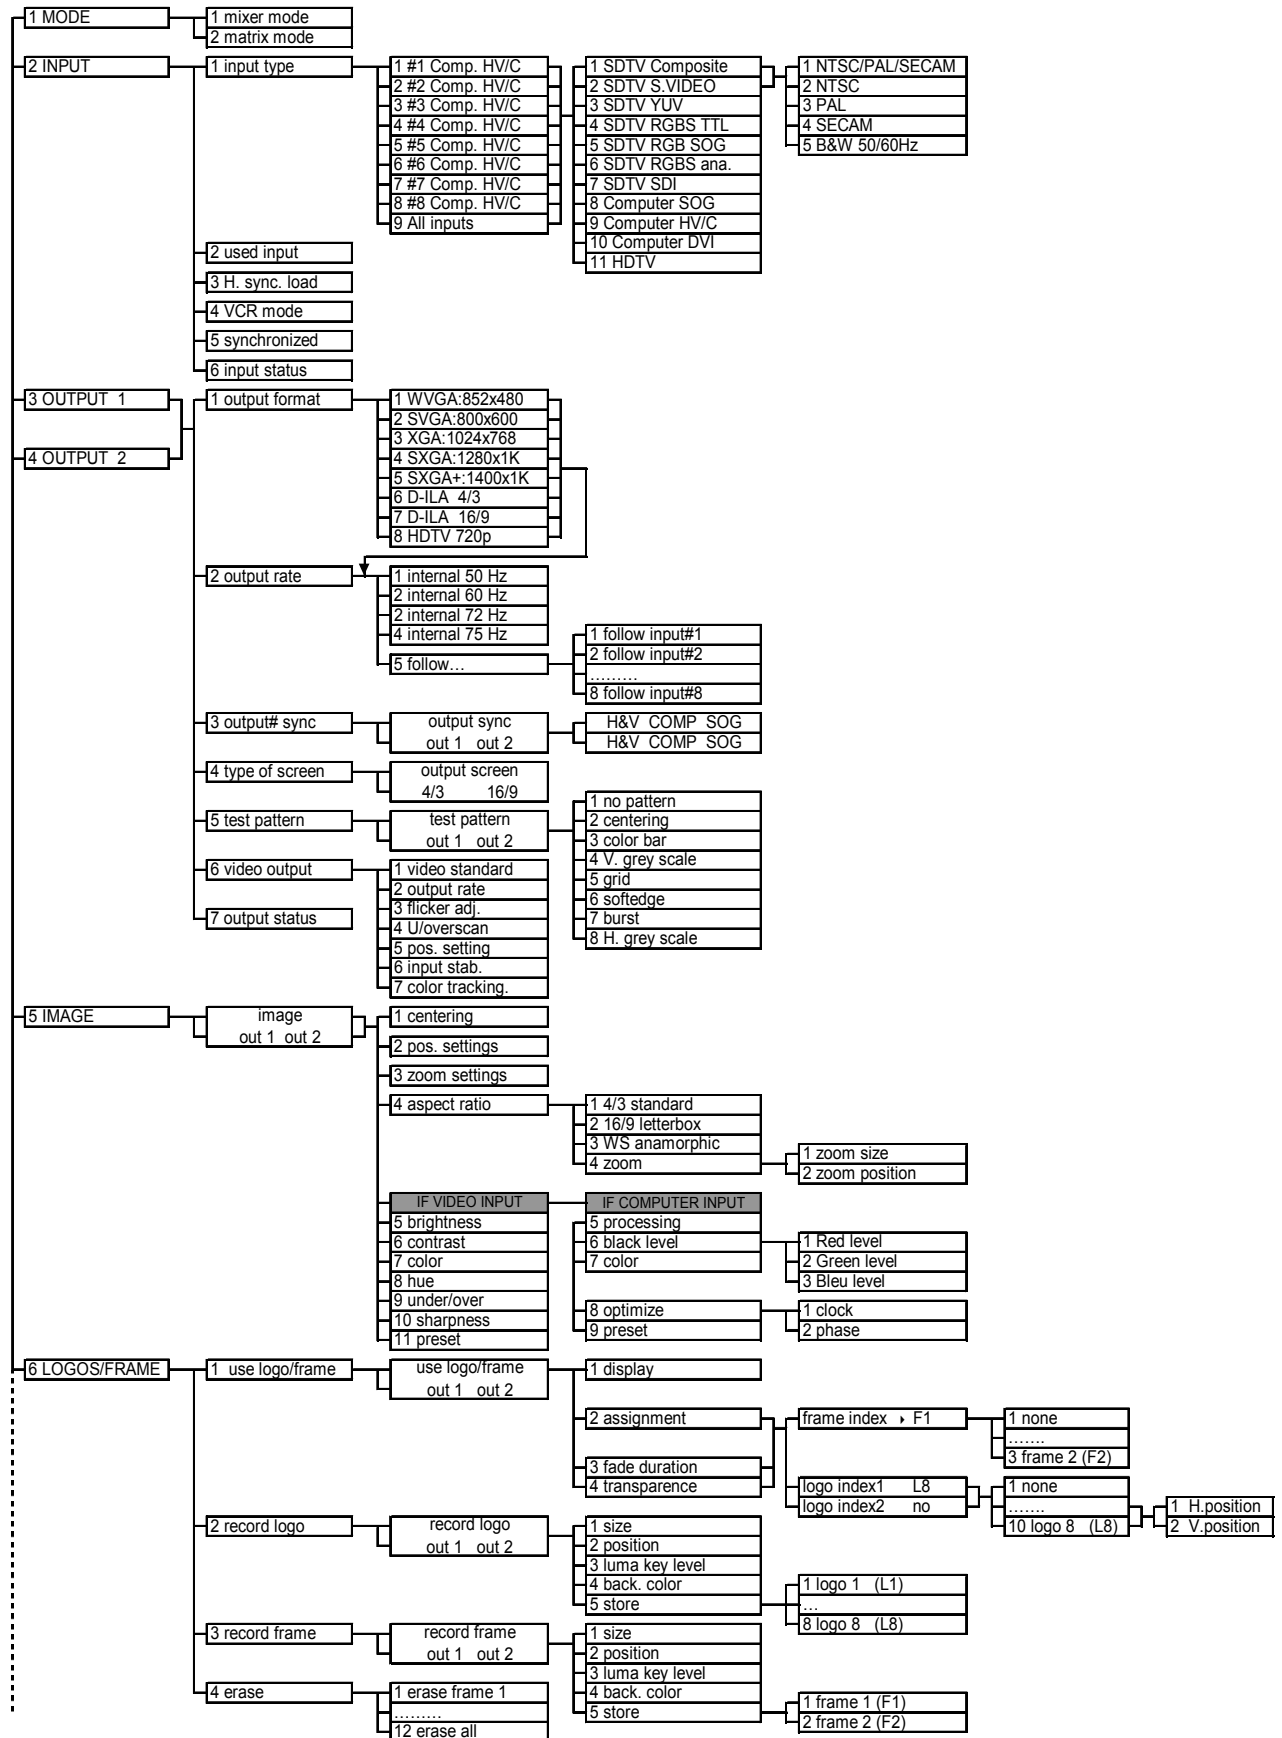 1 MODE
1 mixer mode
2 matrix mode
2 INPUT
1 input type
1 #1 Comp. HV/C
2 #2 Comp. HV/C
3 #3 Comp. HV/C
4 #4 Comp. HV/C
5 #5 Comp. HV/C
6 #6 Comp. HV/C
7 #7 Comp. HV/C
8 #8 Comp. HV/C
9 All inputs
1 SDTV Composite
2 SDTV S.VIDEO
3 SDTV YUV
4 SDTV RGBS TTL
5 SDTV RGB SOG
6 SDTV RGBS ana.
7 SDTV SDI
8 Computer SOG
9 Computer HV/C
10 Computer DVI
11 HDTV
1 NTSC/PAL/SECAM
2 NTSC
3 PAL
4 SECAM
5 B&W 50/60Hz
2 used input
3 H. sync. load
4 VCR mode
5 synchronized
6 input status
3 OUTPUT 1
4 OUTPUT 2
1 output format
1 WVGA:852x480
2 SVGA:800x600
3 XGA:1024x768
4 SXGA:1280x1K
5 SXGA+:1400x1K
6 D-ILA 4/3
7 D-ILA 16/9
8 HDTV 720p
2 output rate
1 internal 50 Hz
2 internal 60 Hz
2 internal 72 Hz
4 internal 75 Hz
5 follow…
1 follow input#1
2 follow input#2
………
8 follow input#8
3 output# sync
output sync
out 1 out 2
H&V COMP SOG
H&V COMP SOG
4 type of screen
output screen
4/3 16/9
5 test pattern
test pattern
out 1 out 2
1 no pattern
2 centering
3 color bar
4 V. grey scale
5 grid
6 softedge
7 burst
8 H. grey scale
6 video output
1 video standard
2 output rate
3 flicker adj.
4 U/overscan
5 pos. setting
6 input stab.
7 color tracking.
7 output status
5 IMAGE
image
out 1 out 2
1 centering
2 pos. settings
3 zoom settings
4 aspect ratio
1 4/3 standard
2 16/9 letterbox
3 WS anamorphic
4 zoom
1 zoom size
2 zoom position
IF VIDEO INPUT
5 brightness
6 contrast
7 color
8 hue
9 under/over
10 sharpness
11 preset
IF COMPUTER INPUT
5 processing
6 black level
7 color
8 optimize
9 preset
1 Red level
2 Green level
3 Bleu level
1 clock
2 phase
6 LOGOS/FRAME
1 use logo/frame
use logo/frame
out 1 out 2
1 display
2 assignment
3 fade duration
4 transparence
frame index ▸ F1
1 none
…….
3 frame 2 (F2)
logo index1 L8
logo index2 no
1 none
…….
10 logo 8 (L8)
1 H.position
2 V.position
2 record logo
record logo
out 1 out 2
1 size
2 position
3 luma key level
4 back. color
5 store
1 logo 1 (L1)
…
8 logo 8 (L8)
3 record frame
record frame
out 1 out 2
1 size
2 position
3 luma key level
4 back. color
5 store
1 frame 1 (F1)
2 frame 2 (F2)
4 erase
1 erase frame 1
………
12 erase all